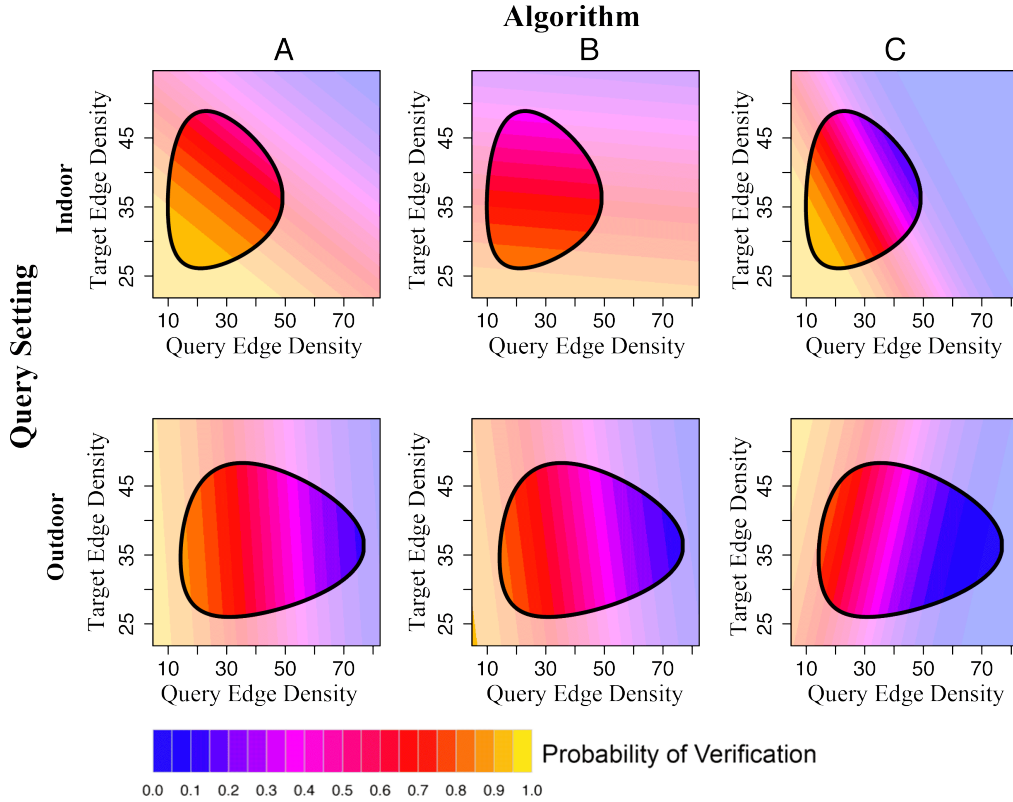 Algorithm
A B C
Query Setting
Indoor
Target Edge Density Target Edge Density Target Edge Density
45 45 45
35 35 35
25 25 25
10 30 50 70 10 30 50 70 10 30 50 70
Query Edge Density Query Edge Density Query Edge Density
Outdoor
Target Edge Density Target Edge Density Target Edge Density
45 45 45
35 35 35
25 25 25
10 30 50 70 10 30 50 70 10 30 50 70
Query Edge Density Query Edge Density Query Edge Density
Probability of Verification
0.0 0.1 0.2 0.3 0.4 0.5 0.6 0.7 0.8 0.9 1.0